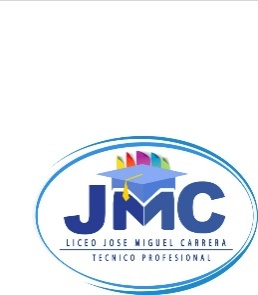 JMC
LICEO JOSE MIGUEL CARRERA
TECNICO PROFESIONAL